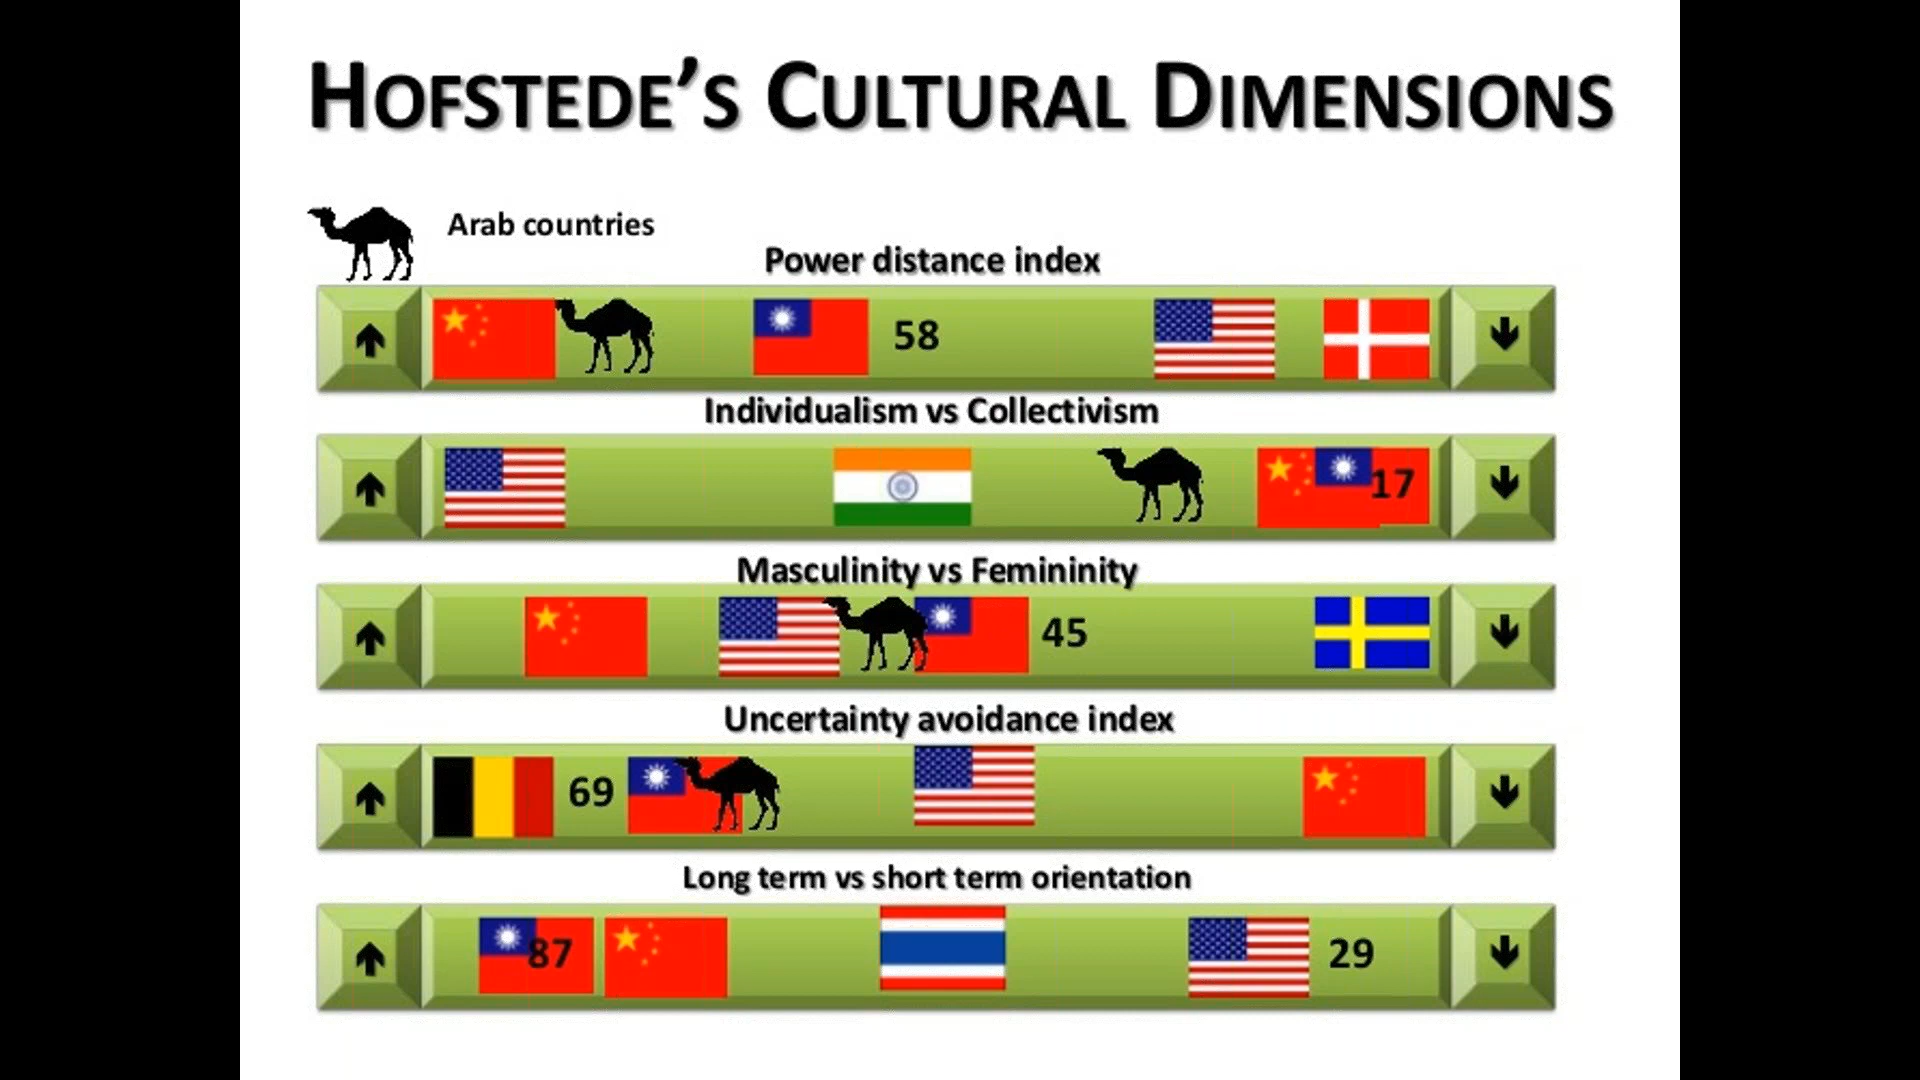 HOFSTEDE’S CULTURAL DIMENSIONS
Arab countries
Power distance index
58
Individualism vs Collectivism
17
Masculinity vs Femininity
45
Uncertainty avoidance index
69
Long term vs short term orientation
87
29